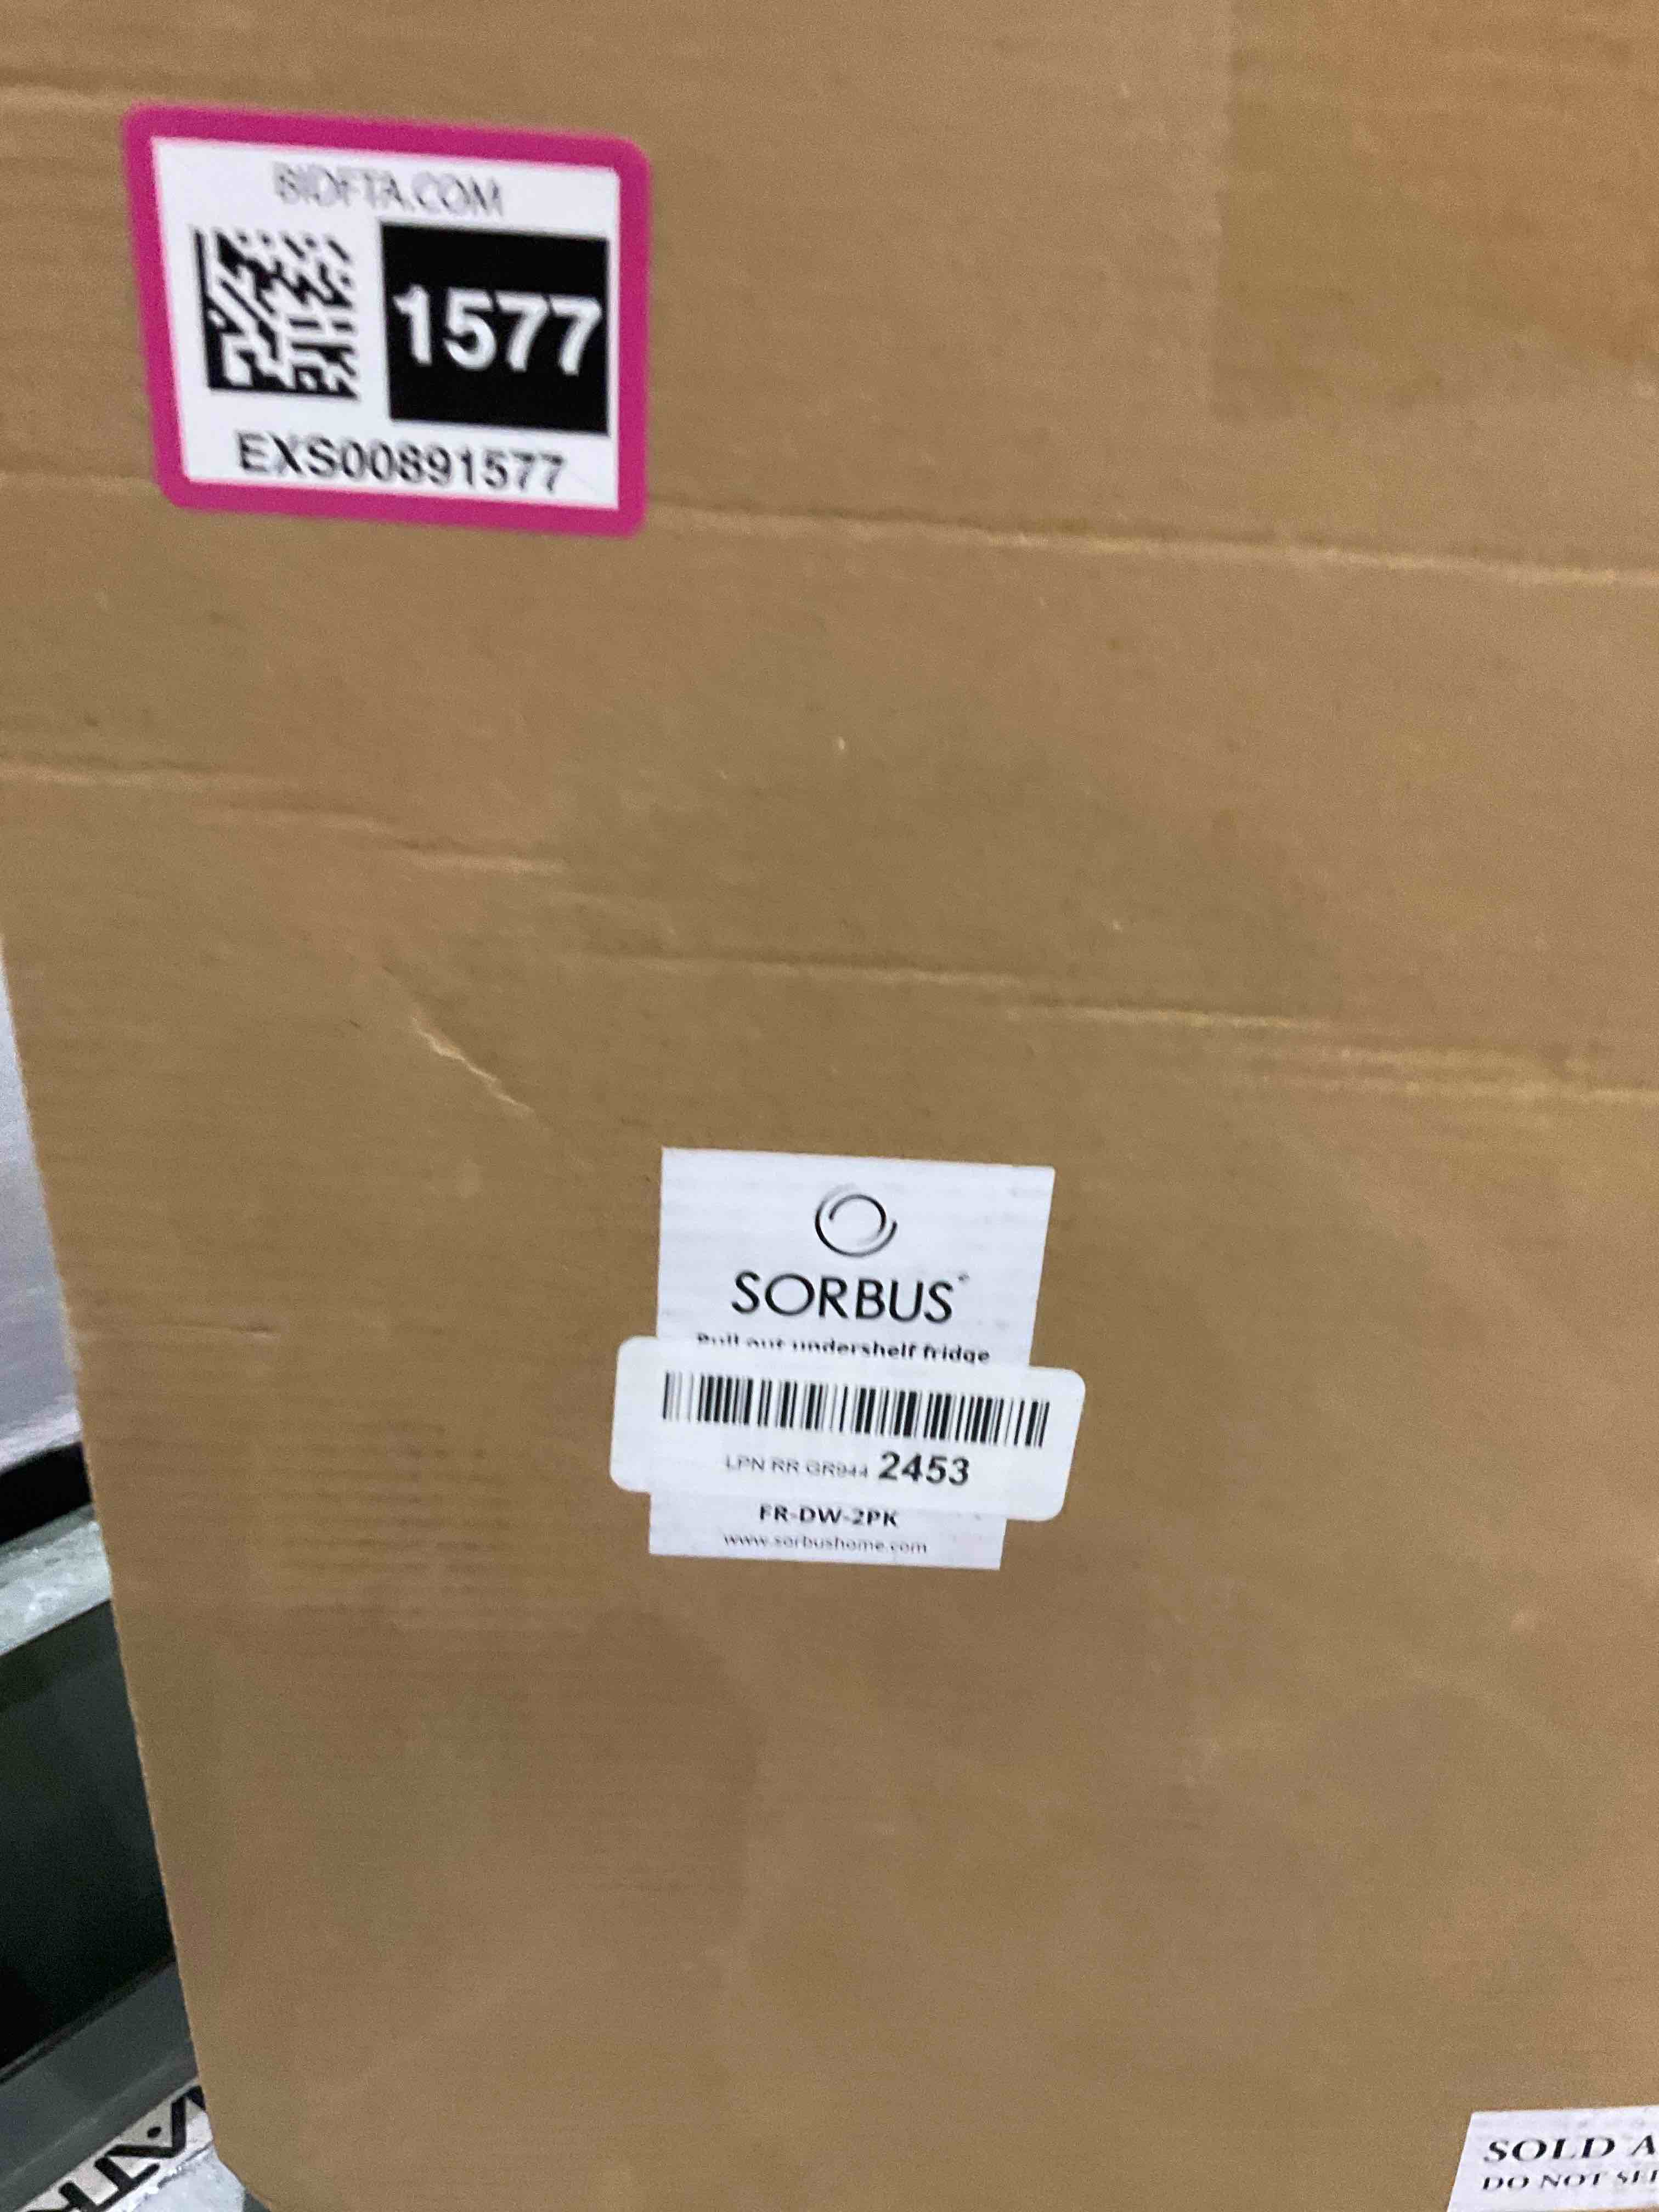 BIDFTA.COM
1577
EXS00891577
SORBUS
Pull out undershelf fridge
LPN RR GR944 2453
FR-DW-2PK
www.sorbushome.com
SOLD A
DO NOT